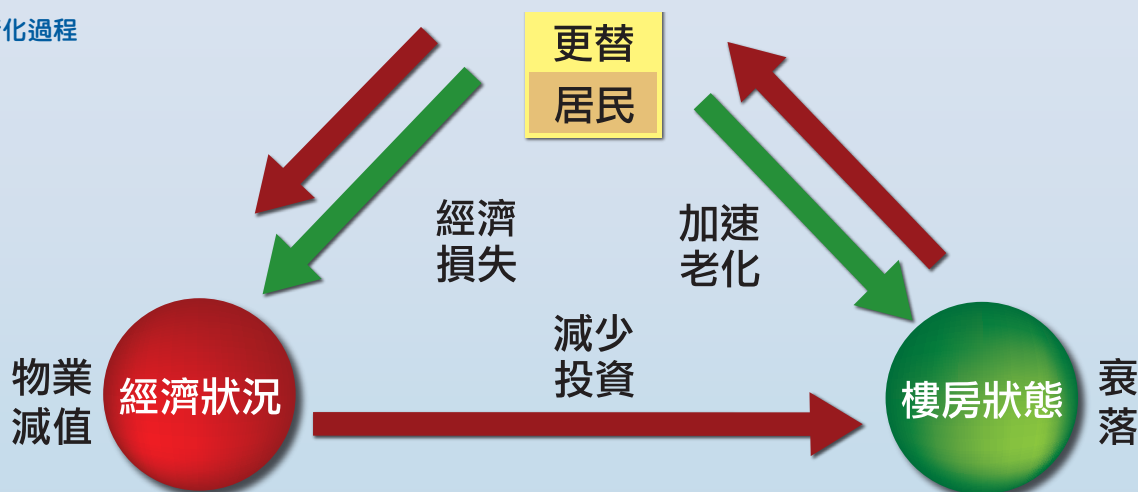 化過程
更替
居民
經濟
損失
加速
老化
減少
投資
物業
減值
經濟狀況
樓房狀態
衰
落